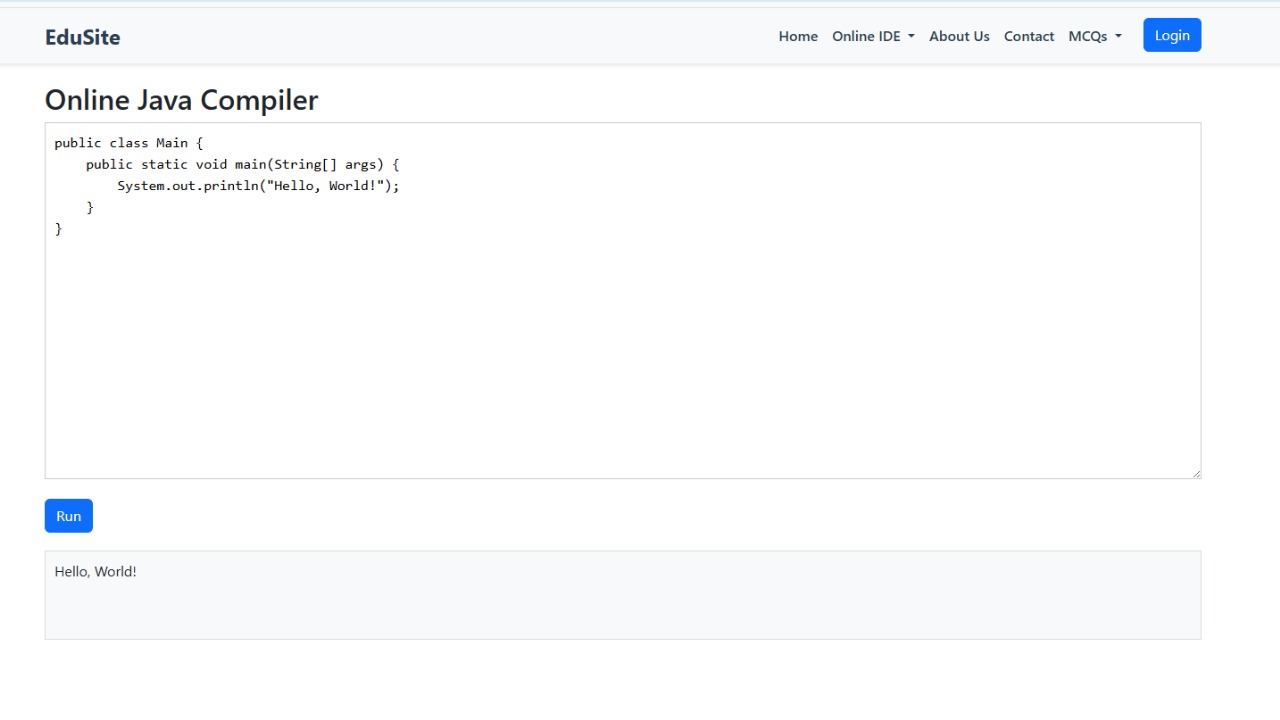 EduSite
Home Online IDE About Us Contact MCQs Login
Online Java Compiler
public class Main {
    public static void main(String[] args) {
        System.out.println("Hello, World!");
    }
}
Run
Hello, World!